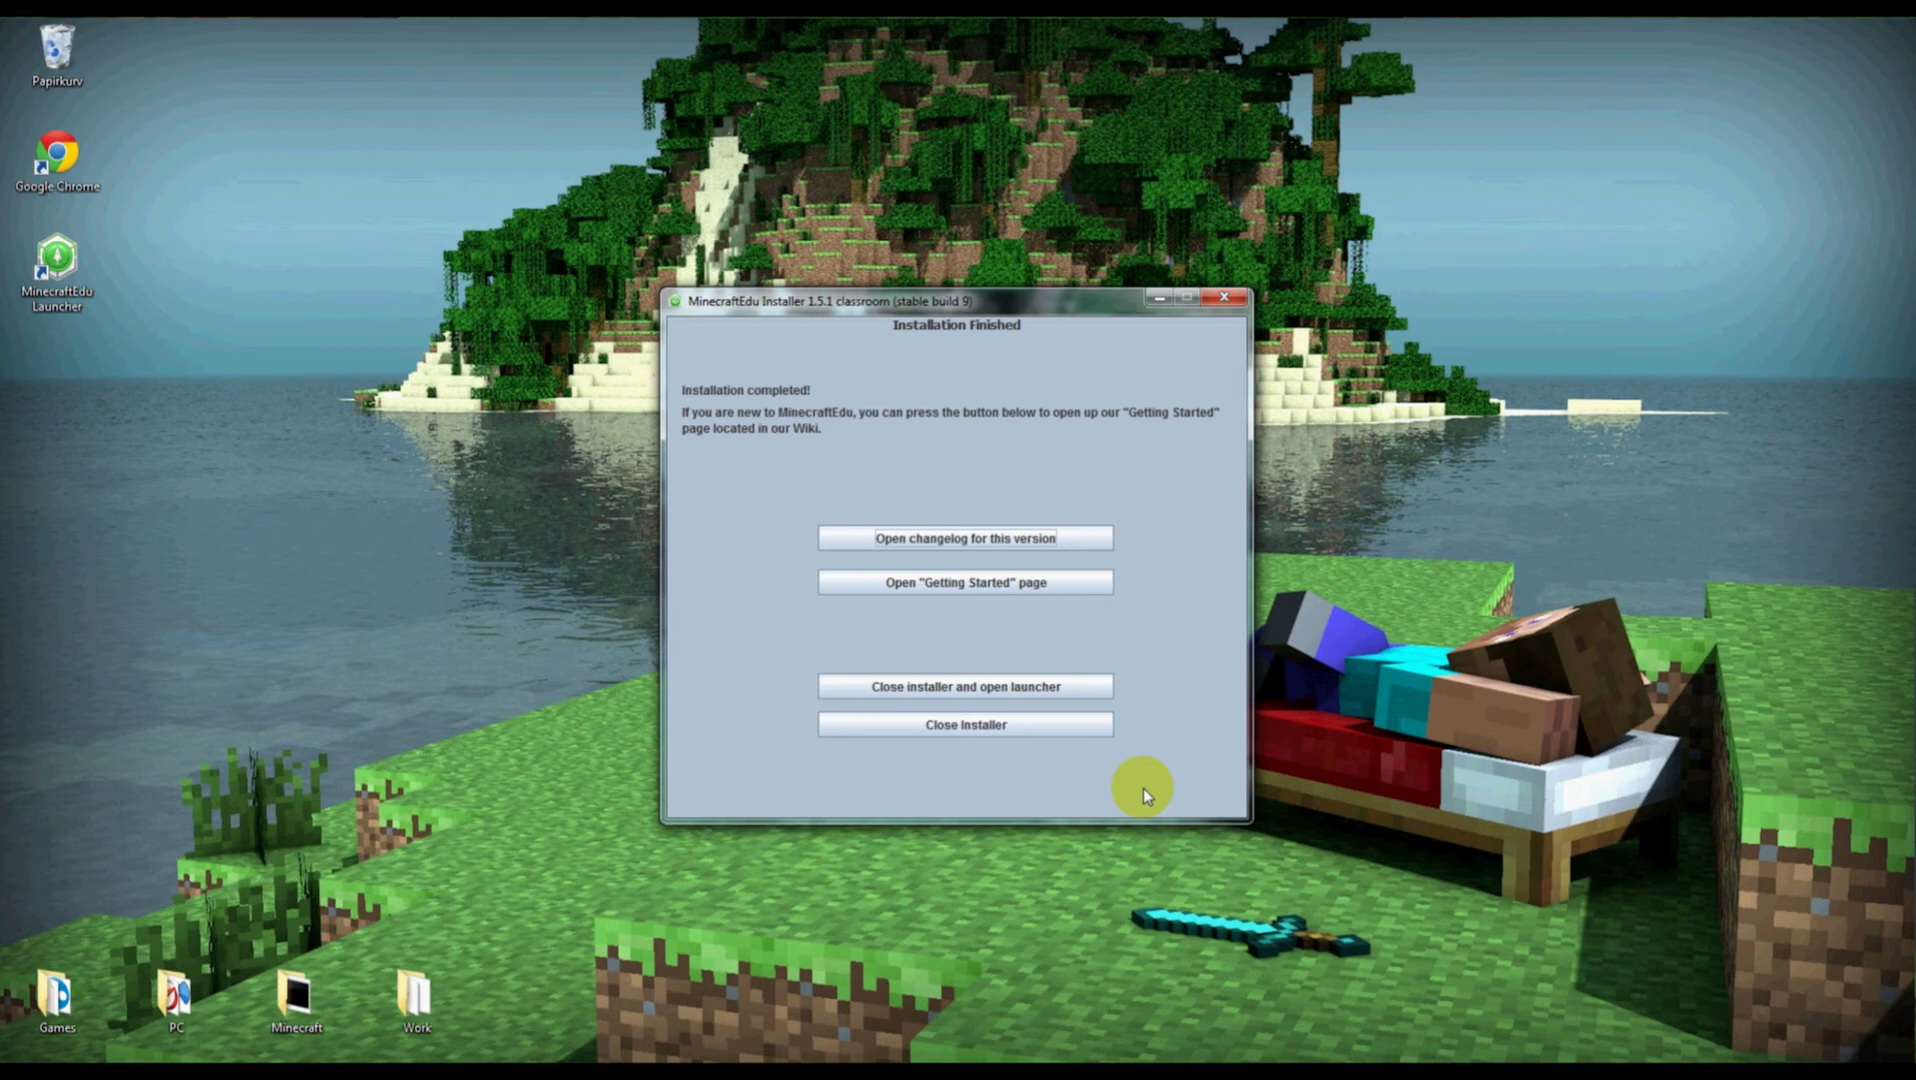 Papirkurv
Google Chrome
MinecraftEdu
Launcher
MinecraftEdu Installer 1.5.1 classroom (stable build 9)
Installation Finished
Installation completed!
If you are new to MinecraftEdu, you can press the button below to open up our "Getting Started"
page located in our Wiki.
Open changelog for this version
Open "Getting Started" page
Close installer and open launcher
Close Installer
Games
PC
Minecraft
Work